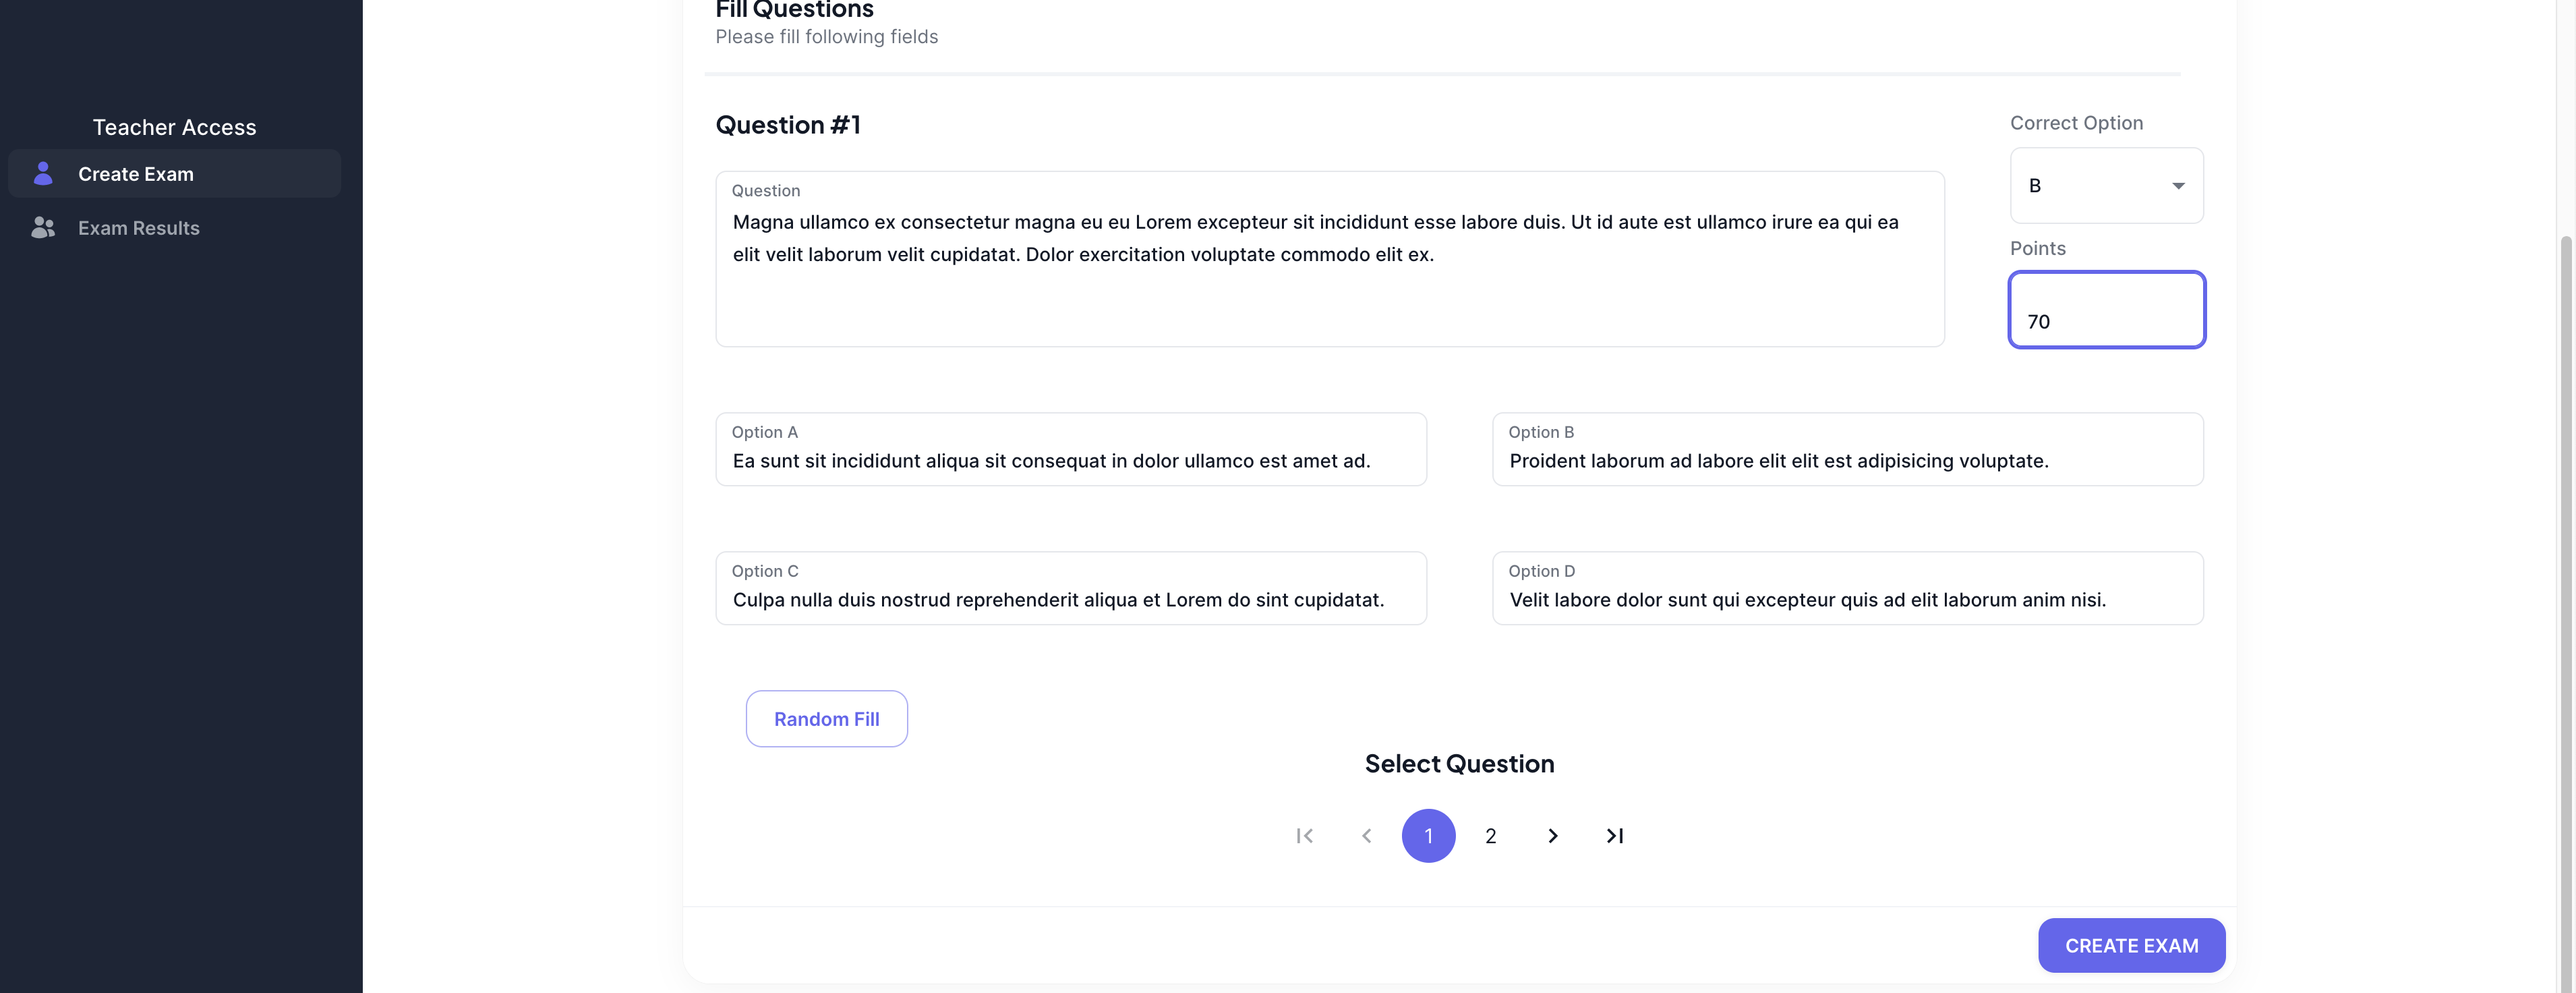 Fill Questions
Please fill following fields
Teacher Access
Create Exam
Exam Results
Question #1
Correct Option
B
Question
Magna ullamco ex consectetur magna eu eu Lorem excepteur sit incididunt esse labore duis. Ut id aute est ullamco irure ea qui ea
elit velit laborum velit cupidatat. Dolor exercitation voluptate commodo elit ex.
Points
70
Option A
Ea sunt sit incididunt aliqua sit consequat in dolor ullamco est amet ad.
Option B
Proident laborum ad labore elit elit est adipisicing voluptate.
Option C
Culpa nulla duis nostrud reprehenderit aliqua et Lorem do sint cupidatat.
Option D
Velit labore dolor sunt qui excepteur quis ad elit laborum anim nisi.
Random Fill
Select Question
1 2
CREATE EXAM